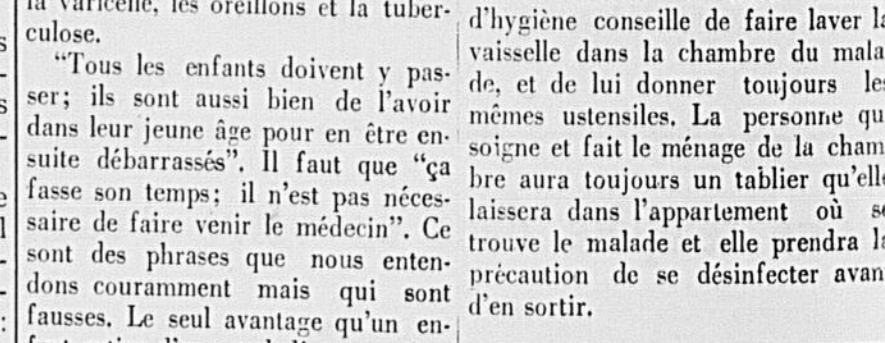 la varicelle, les oreillons et la tuber-
culose.
“Tous les enfants doivent y pas-
ser; ils sont aussi bien de l'avoir
dans leur jeune âge pour en être en-
suite débarrassés”. Il faut que “ça
fasse son temps; il n'est pas néces-
saire de faire venir le médecin”. Ce
sont des phrases que nous enten-
dons couramment mais qui sont
fausses. Le seul avantage qu'un en-
d'hygiène conseille de faire laver la
vaisselle dans la chambre du mala-
de, et de lui donner toujours les
mêmes ustensiles. La personne qui
soigne et fait le ménage de la cham-
bre aura toujours un tablier qu'elle
laissera dans l'appartement où se
trouve le malade et elle prendra la
précaution de se désinfecter avant
d'en sortir.